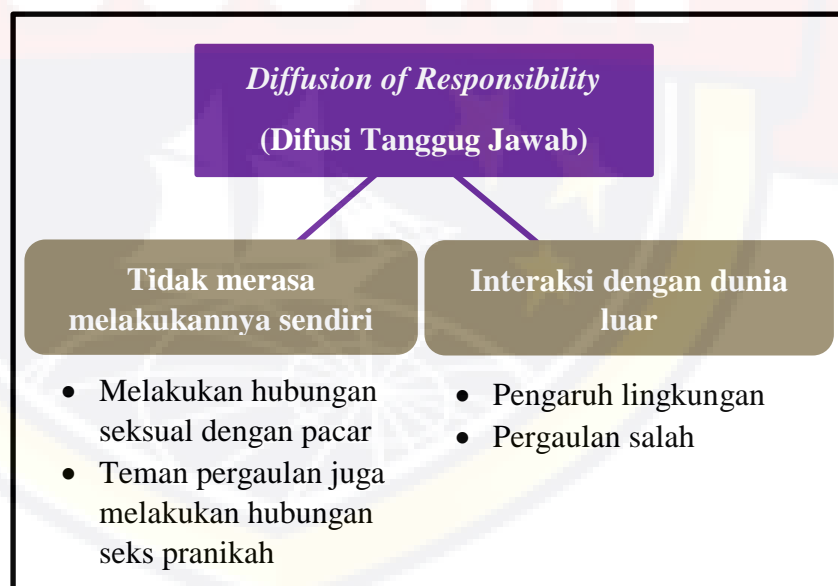 Diffusion of Responsibility
(Difusi Tanggug Jawab)
Tidak merasa
melakukannya sendiri
• Melakukan hubungan
seksual dengan pacar
• Teman pergaulan juga
melakukan hubungan
seks pranikah
Interaksi dengan dunia
luar
• Pengaruh lingkungan
• Pergaulan salah